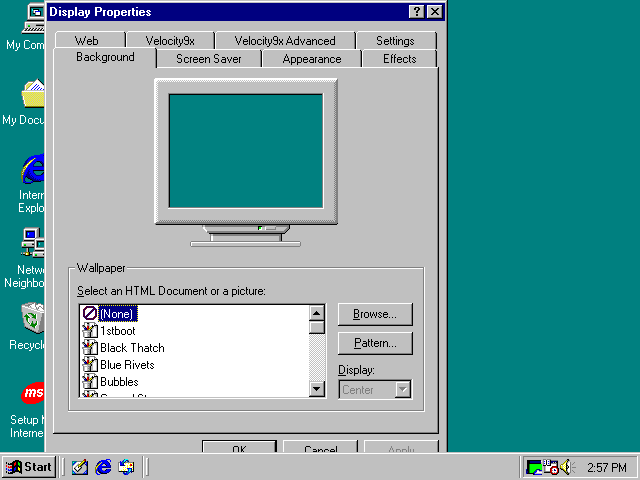 Display Properties
Web Velocity9x Velocity9x Advanced Settings
Background Screen Saver Appearance Effects
Wallpaper
Select an HTML Document or a picture:
(None)
1stboot
Black Thatch
Blue Rivets
Bubbles
Browse...
Pattern...
Display:
Center
OK Cancel Apply
My Com
My Docu
Intern
Explo
Netw
Neighbo
Recycl
ms
Setup
Interne
Start
2:57 PM